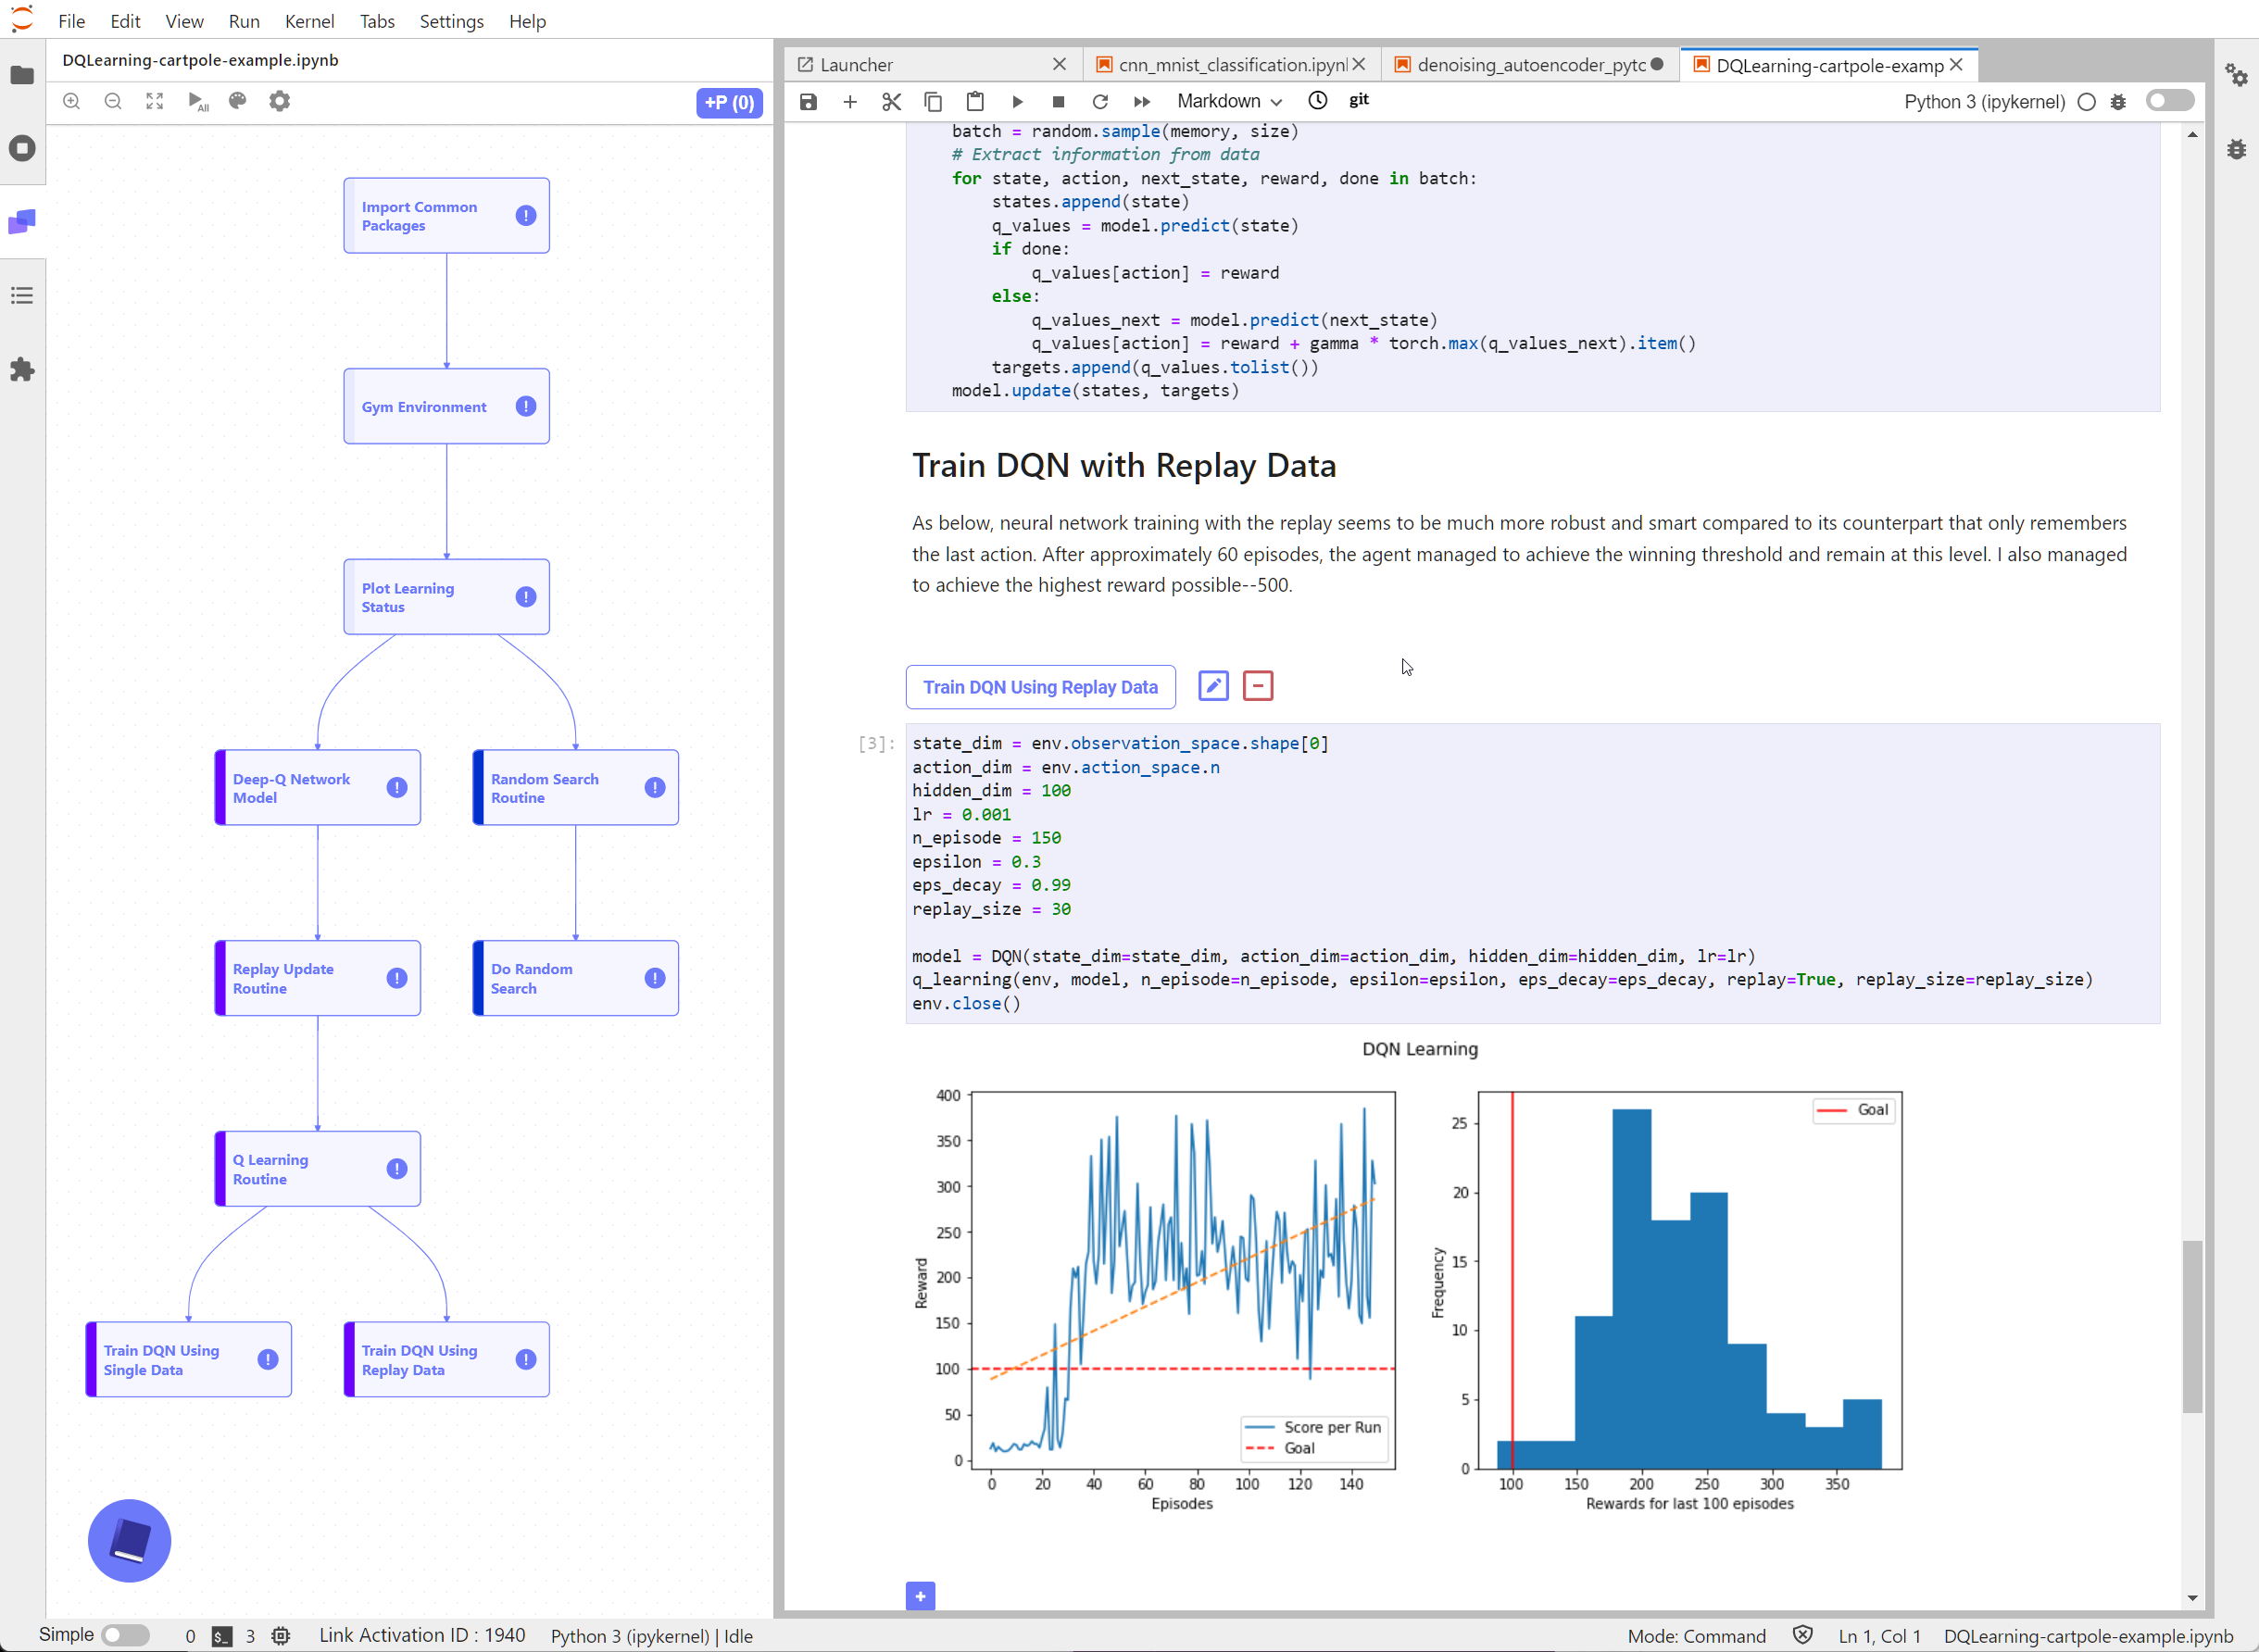 File Edit View Run Kernel Tabs Settings Help
DQLearning-cartpole-example.ipynb
All
+P (0)
Import Common
Packages
!
Gym Environment
!
Plot Learning
Status
!
Deep-Q Network
Model
!
Random Search
Routine
!
Replay Update
Routine
!
Do Random
Search
!
Q Learning
Routine
!
Train DQN Using
Single Data
!
Train DQN Using
Replay Data
!
Launcher
cnn_mnist_classification.ipynl
denoising_autoencoder_pytc
DQLearning-cartpole-examp
Markdown
git
Python 3 (ipykernel)
batch = random.sample(memory, size)
# Extract information from data
for state, action, next_state, reward, done in batch:
states.append(state)
q_values = model.predict(state)
if done:
q_values[action] = reward
else:
q_values_next = model.predict(next_state)
q_values[action] = reward + gamma * torch.max(q_values_next).item()
targets.append(q_values.tolist())
model.update(states, targets)
Train DQN with Replay Data
As below, neural network training with the replay seems to be much more robust and smart compared to its counterpart that only remembers
the last action. After approximately 60 episodes, the agent managed to achieve the winning threshold and remain at this level. I also managed
to achieve the highest reward possible--500.
Train DQN Using Replay Data
[3]:
state_dim = env.observation_space.shape[0]
action_dim = env.action_space.n
hidden_dim = 100
lr = 0.001
n_episode = 150
epsilon = 0.3
eps_decay = 0.99
replay_size = 30
model = DQN(state_dim=state_dim, action_dim=action_dim, hidden_dim=hidden_dim, lr=lr)
q_learning(env, model, n_episode=n_episode, epsilon=epsilon, eps_decay=eps_decay, replay=True, replay_size=replay_size)
env.close()
DQN Learning
400
350
300
250
200
150
100
50
0
Reward
0 20 40 60 80 100 120 140
Episodes
Score per Run
Goal
25
20
15
10
5
0
Frequency
100 150 200 250 300 350
Rewards for last 100 episodes
Goal
+
Simple
0
$_
3
Link Activation ID : 1940
Python 3 (ipykernel) | Idle
Mode: Command
Ln 1, Col 1
DQLearning-cartpole-example.ipynb